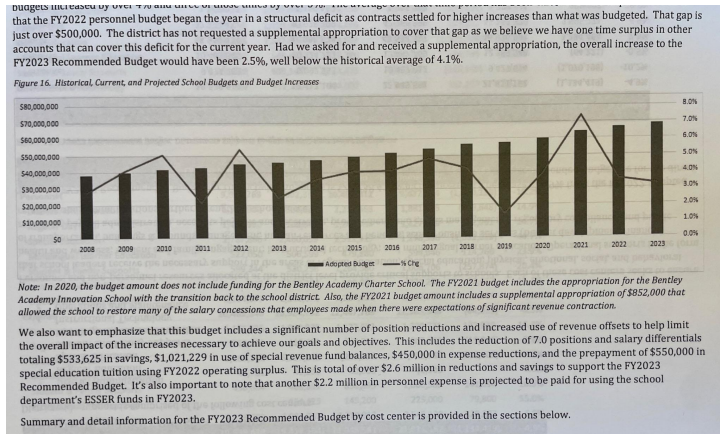 that the FY2022 personnel budget began the year in a structural deficit as contracts settled for higher increases than what was budgeted. That gap is
just over $500,000. The district has not requested a supplemental appropriation to cover that gap as we believe we have one time surplus in other
accounts that can cover this deficit for the current year. Had we asked for and received a supplemental appropriation, the overall increase to the
FY2023 Recommended Budget would have been 2.5%, well below the historical average of 4.1%.
Figure 16. Historical, Current, and Projected School Budgets and Budget Increases
$80,000,000 8.0%
$70,000,000 7.0%
$60,000,000 6.0%
$50,000,000 5.0%
$40,000,000 4.0%
$30,000,000 3.0%
$20,000,000 2.0%
$10,000,000 1.0%
$0 0.0%
2008 2009 2010 2011 2012 2013 2014 2015 2016 2017 2018 2019 2020 2021 2022 2023
Adopted Budget % Chg
Note: In 2020, the budget amount does not include funding for the Bentley Academy Charter School. The FY2021 budget includes the appropriation for the Bentley
Academy Innovation School with the transition back to the school district. Also, the FY2021 budget amount includes a supplemental appropriation of $852,000 that
allowed the school to restore many of the salary concessions that employees made when there were expectations of significant revenue contraction.
We also want to emphasize that this budget includes a significant number of position reductions and increased use of revenue offsets to help limit
the overall impact of the increases necessary to achieve our goals and objectives. This includes the reduction of 7.0 positions and salary differentials
totaling $533,625 in savings, $1,021,229 in use of special revenue fund balances, $450,000 in expense reductions, and the prepayment of $550,000 in
special education tuition using FY2022 operating surplus. This is total of over $2.6 million in reductions and savings to support the FY2023
Recommended Budget. It's also important to note that another $2.2 million in personnel expense is projected to be paid for using the school
department's ESSER funds in FY2023.
Summary and detail information for the FY2023 Recommended Budget by cost center is provided in the sections below.